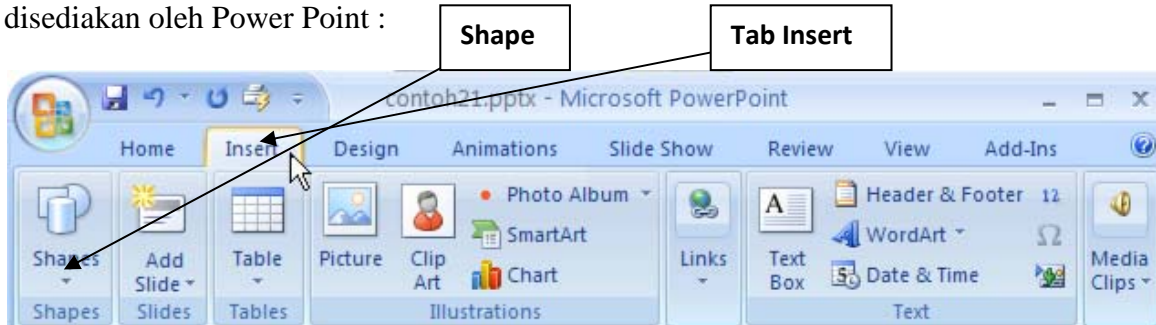 disediakan oleh Power Point :
Shape
Tab Insert
contoh21.pptx - Microsoft PowerPoint
Home Insert Design Animations Slide Show Review View Add-Ins
Shapes
Add
Slide
Table
Picture
Clip
Art
Photo Album
SmartArt
Chart
Links
A
Text
Box
Header & Footer
WordArt
5
Date & Time
12
Ω
Media
Clips
Shapes Slides Tables Illustrations Text